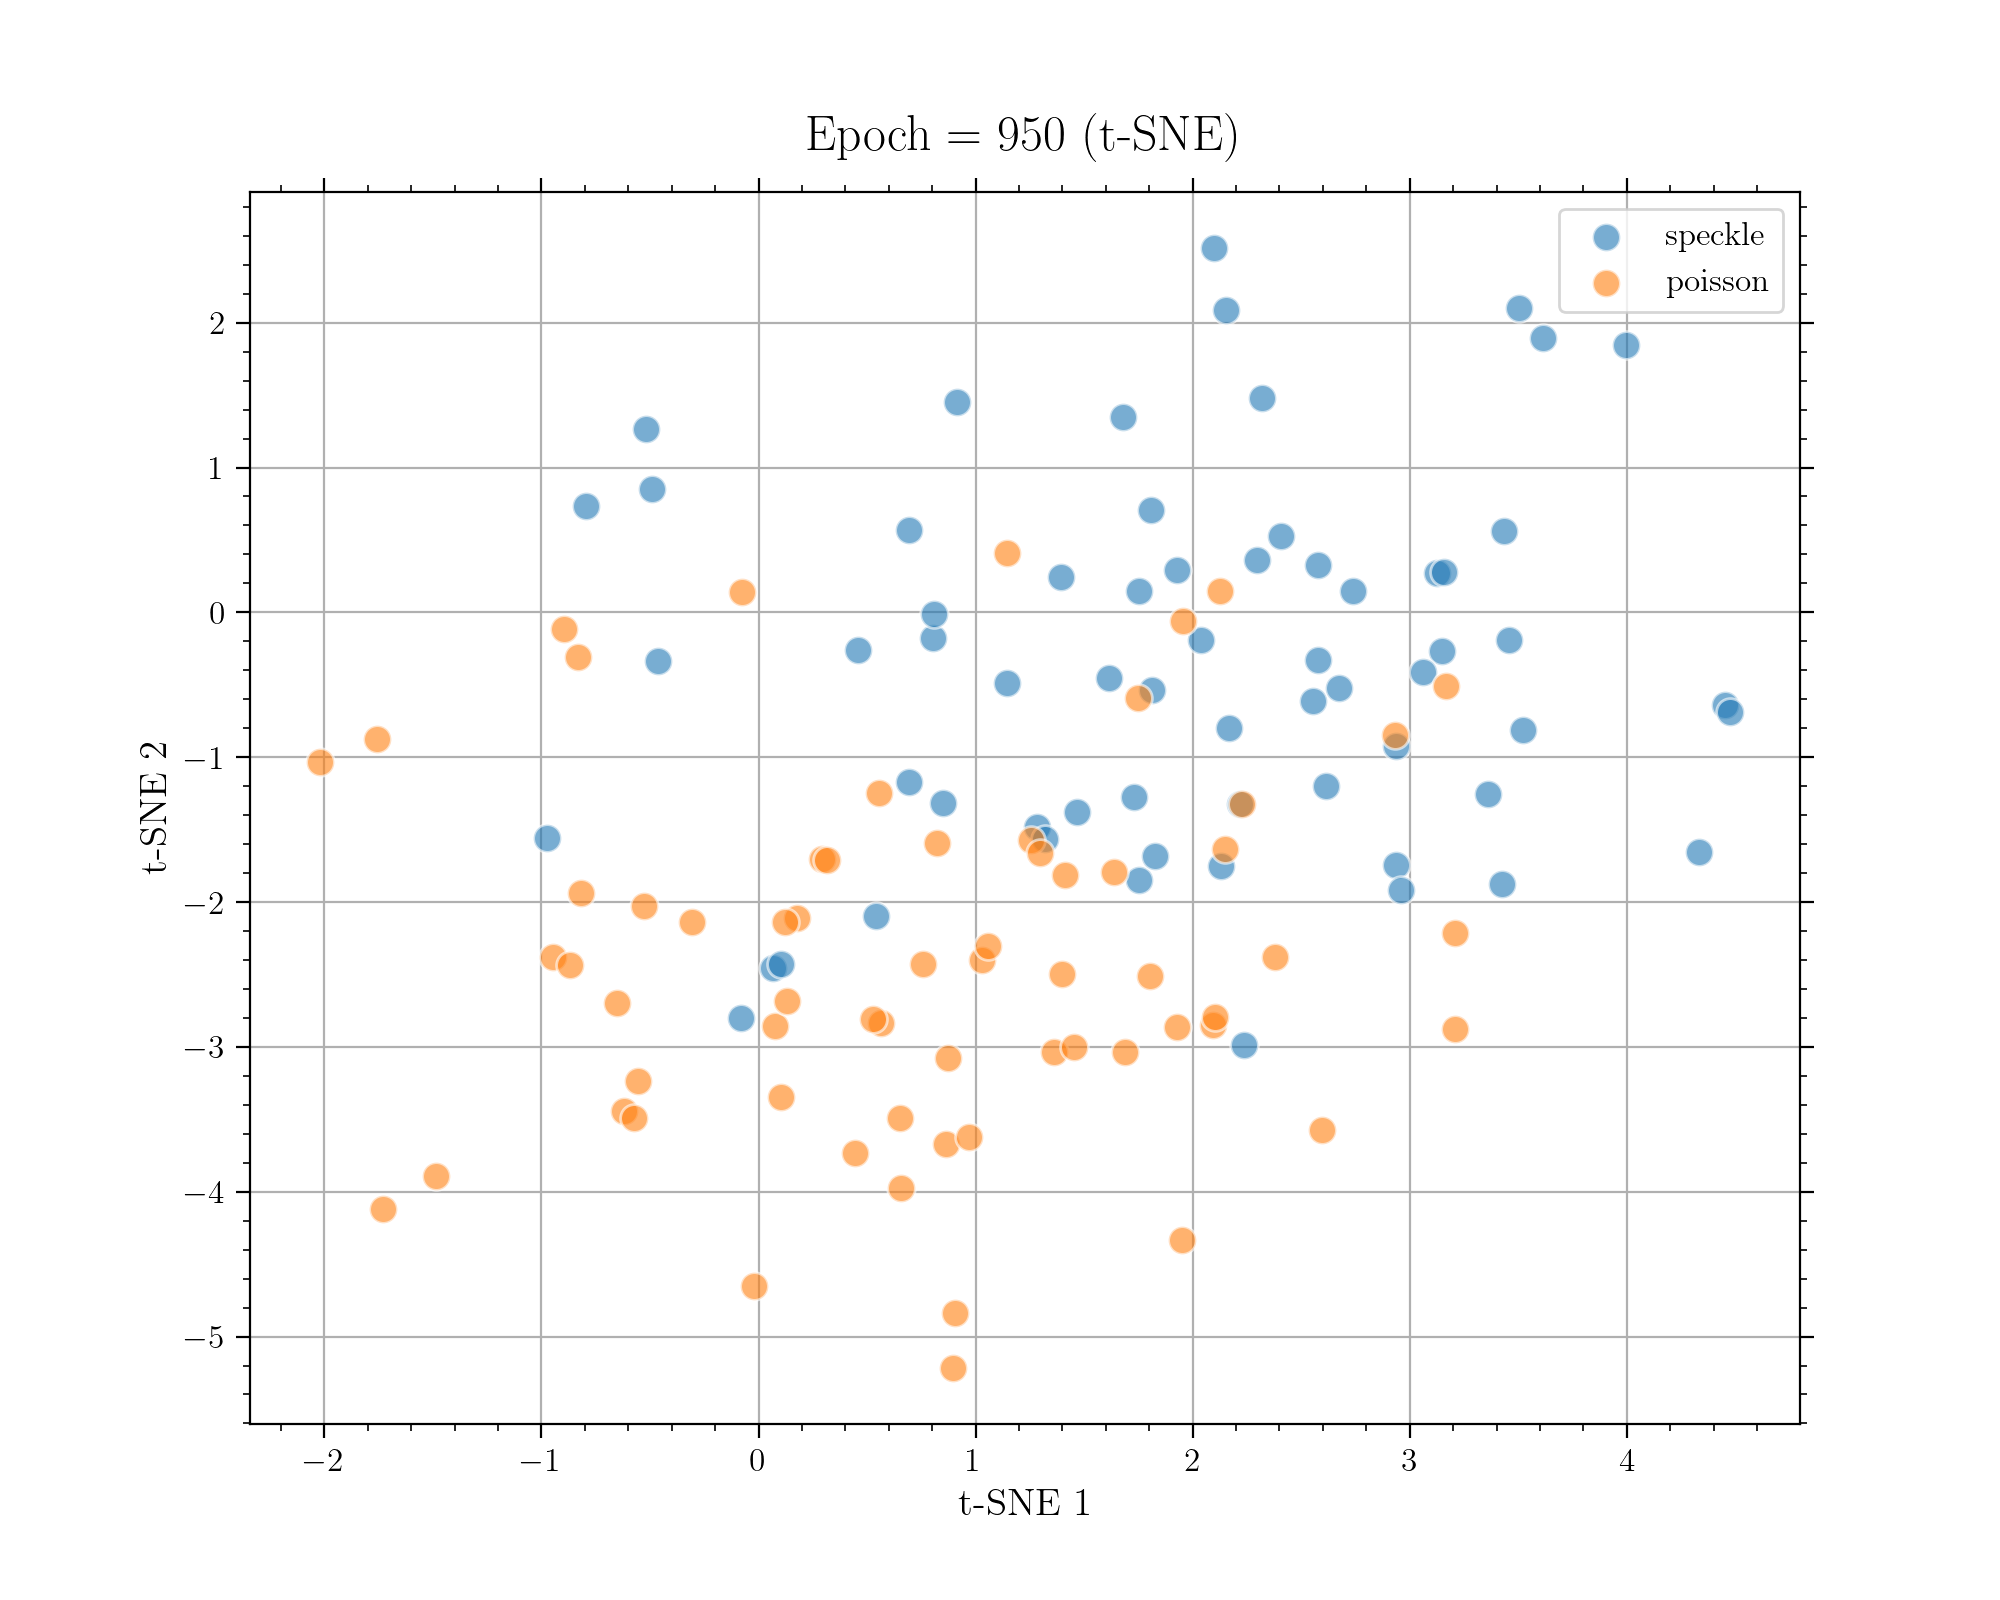 Epoch = 950 (t-SNE)
speckle
poisson
2
1
0
−1
−2
−3
−4
−5
t-SNE 2
−2 −1 0 1 2 3 4
t-SNE 1